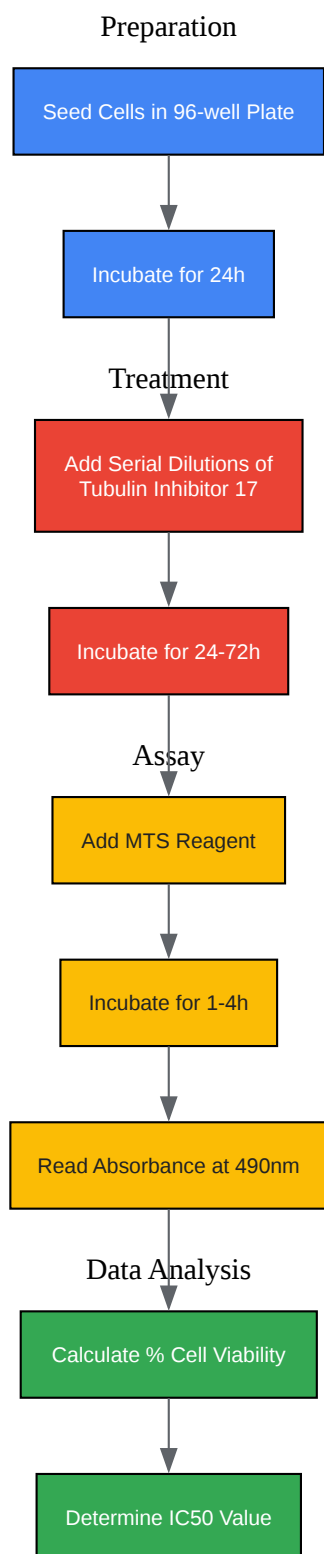 Preparation
Seed Cells in 96-well Plate
Incubate for 24h
Treatment
Add Serial Dilutions of
Tubulin Inhibitor 17
Incubate for 24-72h
Assay
Add MTS Reagent
Incubate for 1-4h
Read Absorbance at 490nm
Data Analysis
Calculate % Cell Viability
Determine IC50 Value